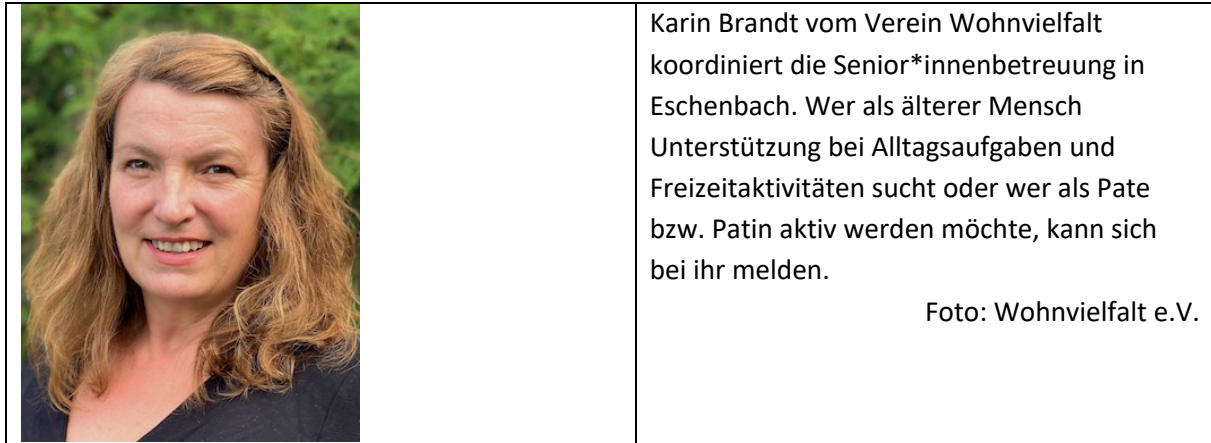 Karin Brandt vom Verein Wohnvielfalt
koordiniert die Senior*innenbetreuung in
Eschenbach. Wer als älterer Mensch
Unterstützung bei Alltagsaufgaben und
Freizeitaktivitäten sucht oder wer als Pate
bzw. Patin aktiv werden möchte, kann sich
bei ihr melden.
Foto: Wohnvielfalt e.V.